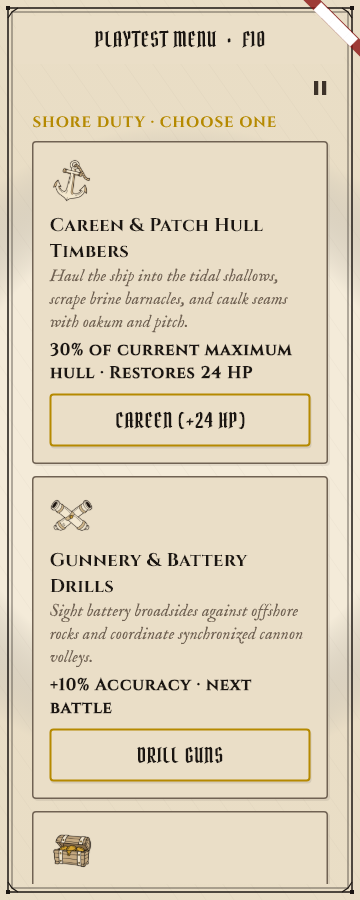 PLAYTEST MENU · F10
SHORE DUTY · CHOOSE ONE
Careen & Patch Hull
Timbers
Haul the ship into the tidal shallows,
scrape brine barnacles, and caulk seams
with oakum and pitch.
30% of current maximum
hull · Restores 24 HP
CAREEN (+24 HP)
Gunnery & Battery
Drills
Sight battery broadsides against offshore
rocks and coordinate synchronized cannon
volleys.
+10% Accuracy · next
battle
DRILL GUNS